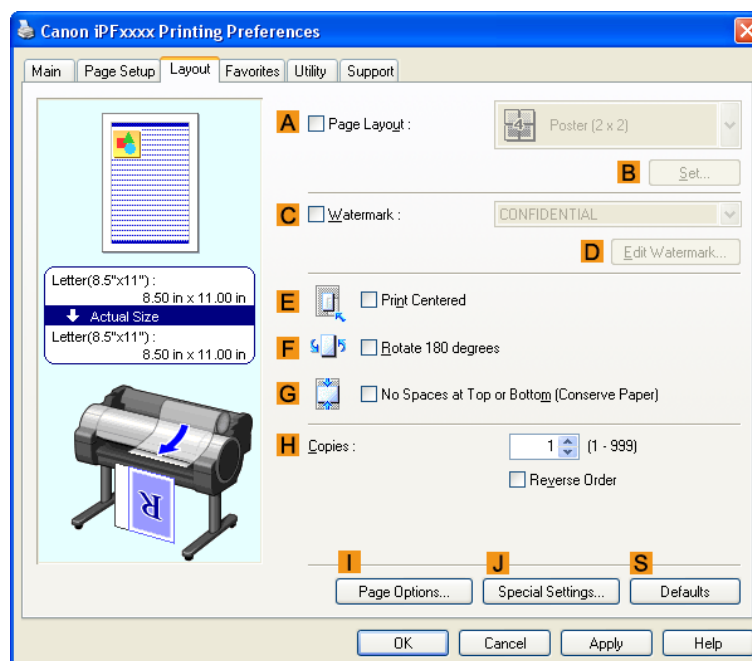 Canon iPFxxxx Printing Preferences
Main Page Setup Layout Favorites Utility Support
A Page Layout : 4 Poster (2 x 2)
B Set...
C Watermark : CONFIDENTIAL
D Edit Watermark...
Letter(8.5"x11") :
8.50 in x 11.00 in
Actual Size
Letter(8.5"x11") :
8.50 in x 11.00 in
E Print Centered
F Rotate 180 degrees
G No Spaces at Top or Bottom (Conserve Paper)
H Copies : 1 (1 - 999)
Reverse Order
R
I J S
Page Options... Special Settings... Defaults
OK Cancel Apply Help